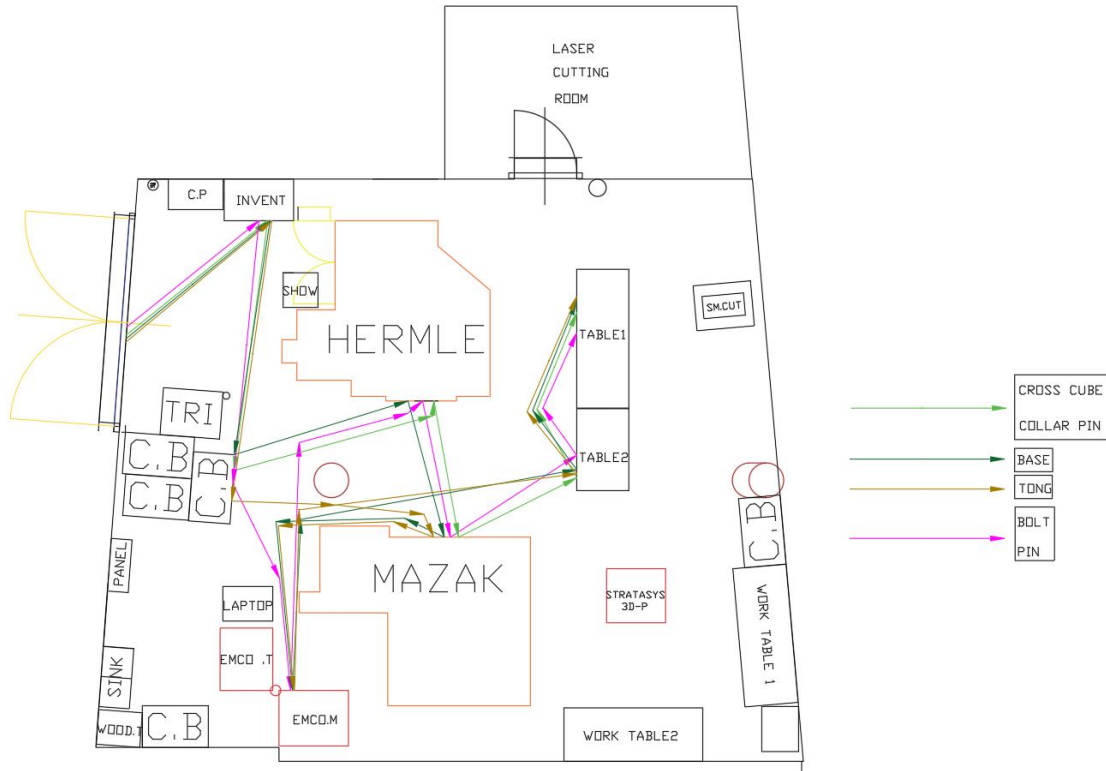 LASER
CUTTING
ROOM
C.P
INVENT
SHOW
HERMLE
TABLE1
SM.CUT
TRI
C.B
C.B
C.B
TABLE2
C.B
PANEL
MAZAK
LAPTOP
STRATASYS
3D-P
WORK TABLE 1
EMCO .T
SINK
EMCO.M
WOOD.T
C.B
WORK TABLE2
CROSS CUBE
COLLAR PIN
BASE
TONG
BOLT
PIN